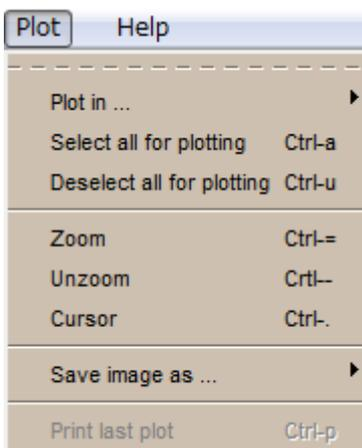 Plot Help
Plot in ...
Select all for plotting Ctrl-a
Deselect all for plotting Ctrl-u
Zoom Ctrl-=
Unzoom Crtl--
Cursor Ctrl-.
Save image as ...
Print last plot Ctrl-p